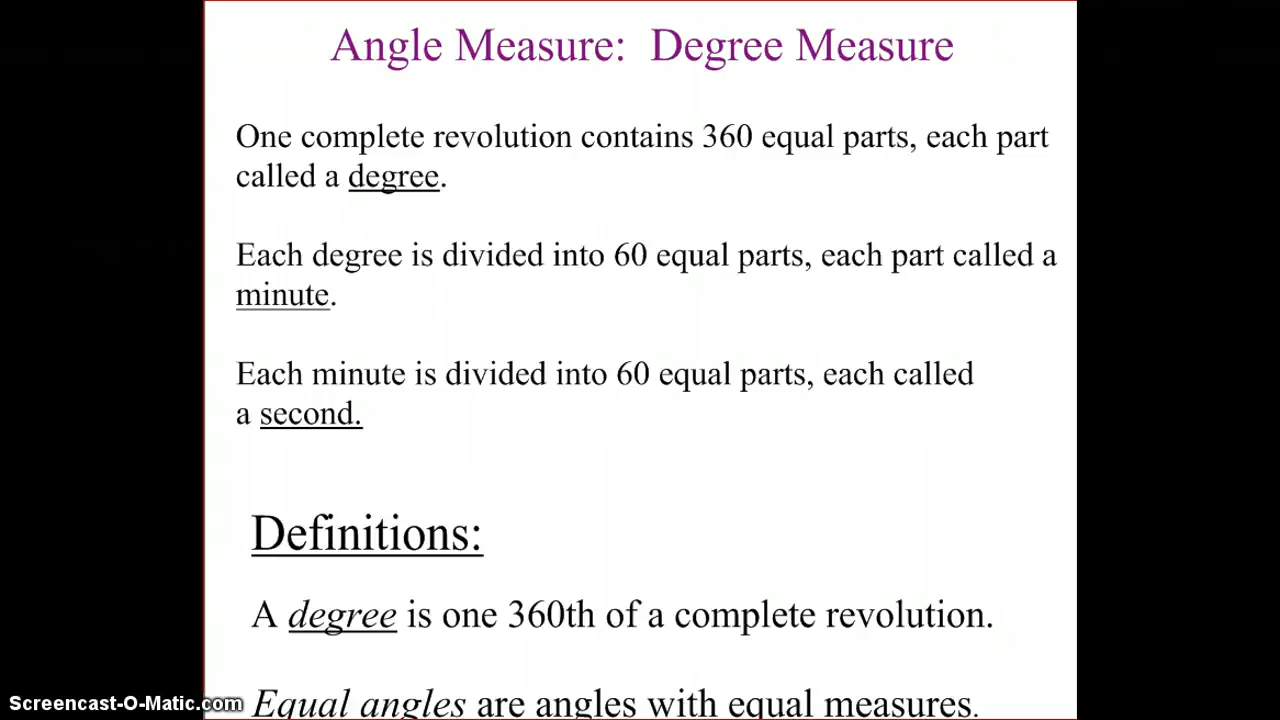 Angle Measure: Degree Measure
One complete revolution contains 360 equal parts, each part
called a degree.
Each degree is divided into 60 equal parts, each part called a
minute.
Each minute is divided into 60 equal parts, each called
a second.
Definitions:
A degree is one 360th of a complete revolution.
Equal angles are angles with equal measures.
Screencast-O-Matic.com